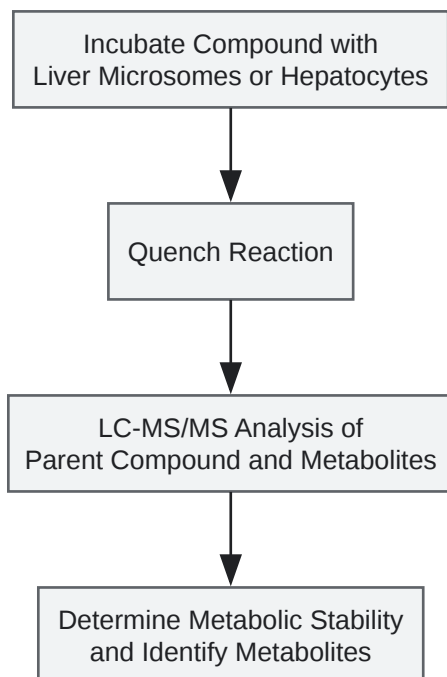 Incubate Compound with
Liver Microsomes or Hepatocytes
Quench Reaction
LC-MS/MS Analysis of
Parent Compound and Metabolites
Determine Metabolic Stability
and Identify Metabolites